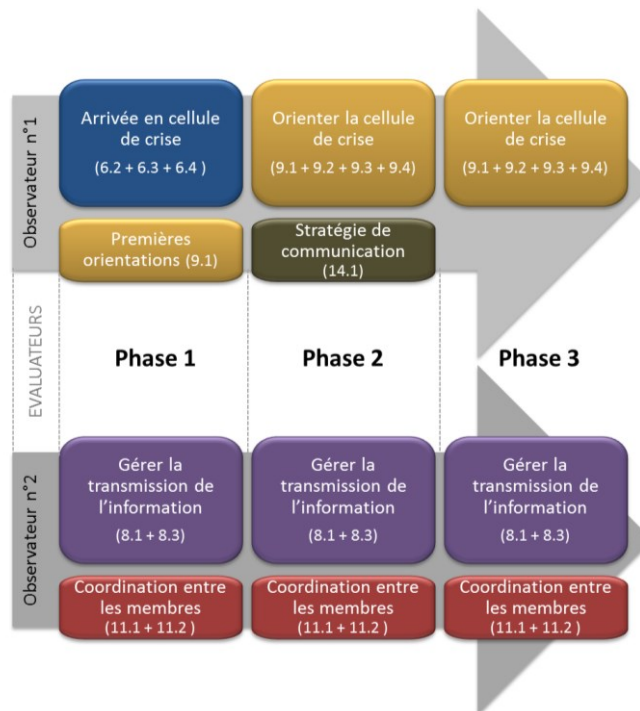 Observateur n°1
Arrivée en cellule
de crise
(6.2 + 6.3 + 6.4 )
Orienter la cellule
de crise
(9.1 + 9.2 + 9.3 + 9.4)
Orienter la cellule
de crise
(9.1 + 9.2 + 9.3 + 9.4)
Premières
orientations (9.1)
Stratégie de
communication
(14.1)
EVALUATEURS
Phase 1
Phase 2
Phase 3
Observateur n°2
Gérer la
transmission de
l’information
(8.1 + 8.3)
Gérer la
transmission de
l’information
(8.1 + 8.3)
Gérer la
transmission de
l’information
(8.1 + 8.3)
Coordination entre
les membres
(11.1 + 11.2 )
Coordination entre
les membres
(11.1 + 11.2 )
Coordination entre
les membres
(11.1 + 11.2 )